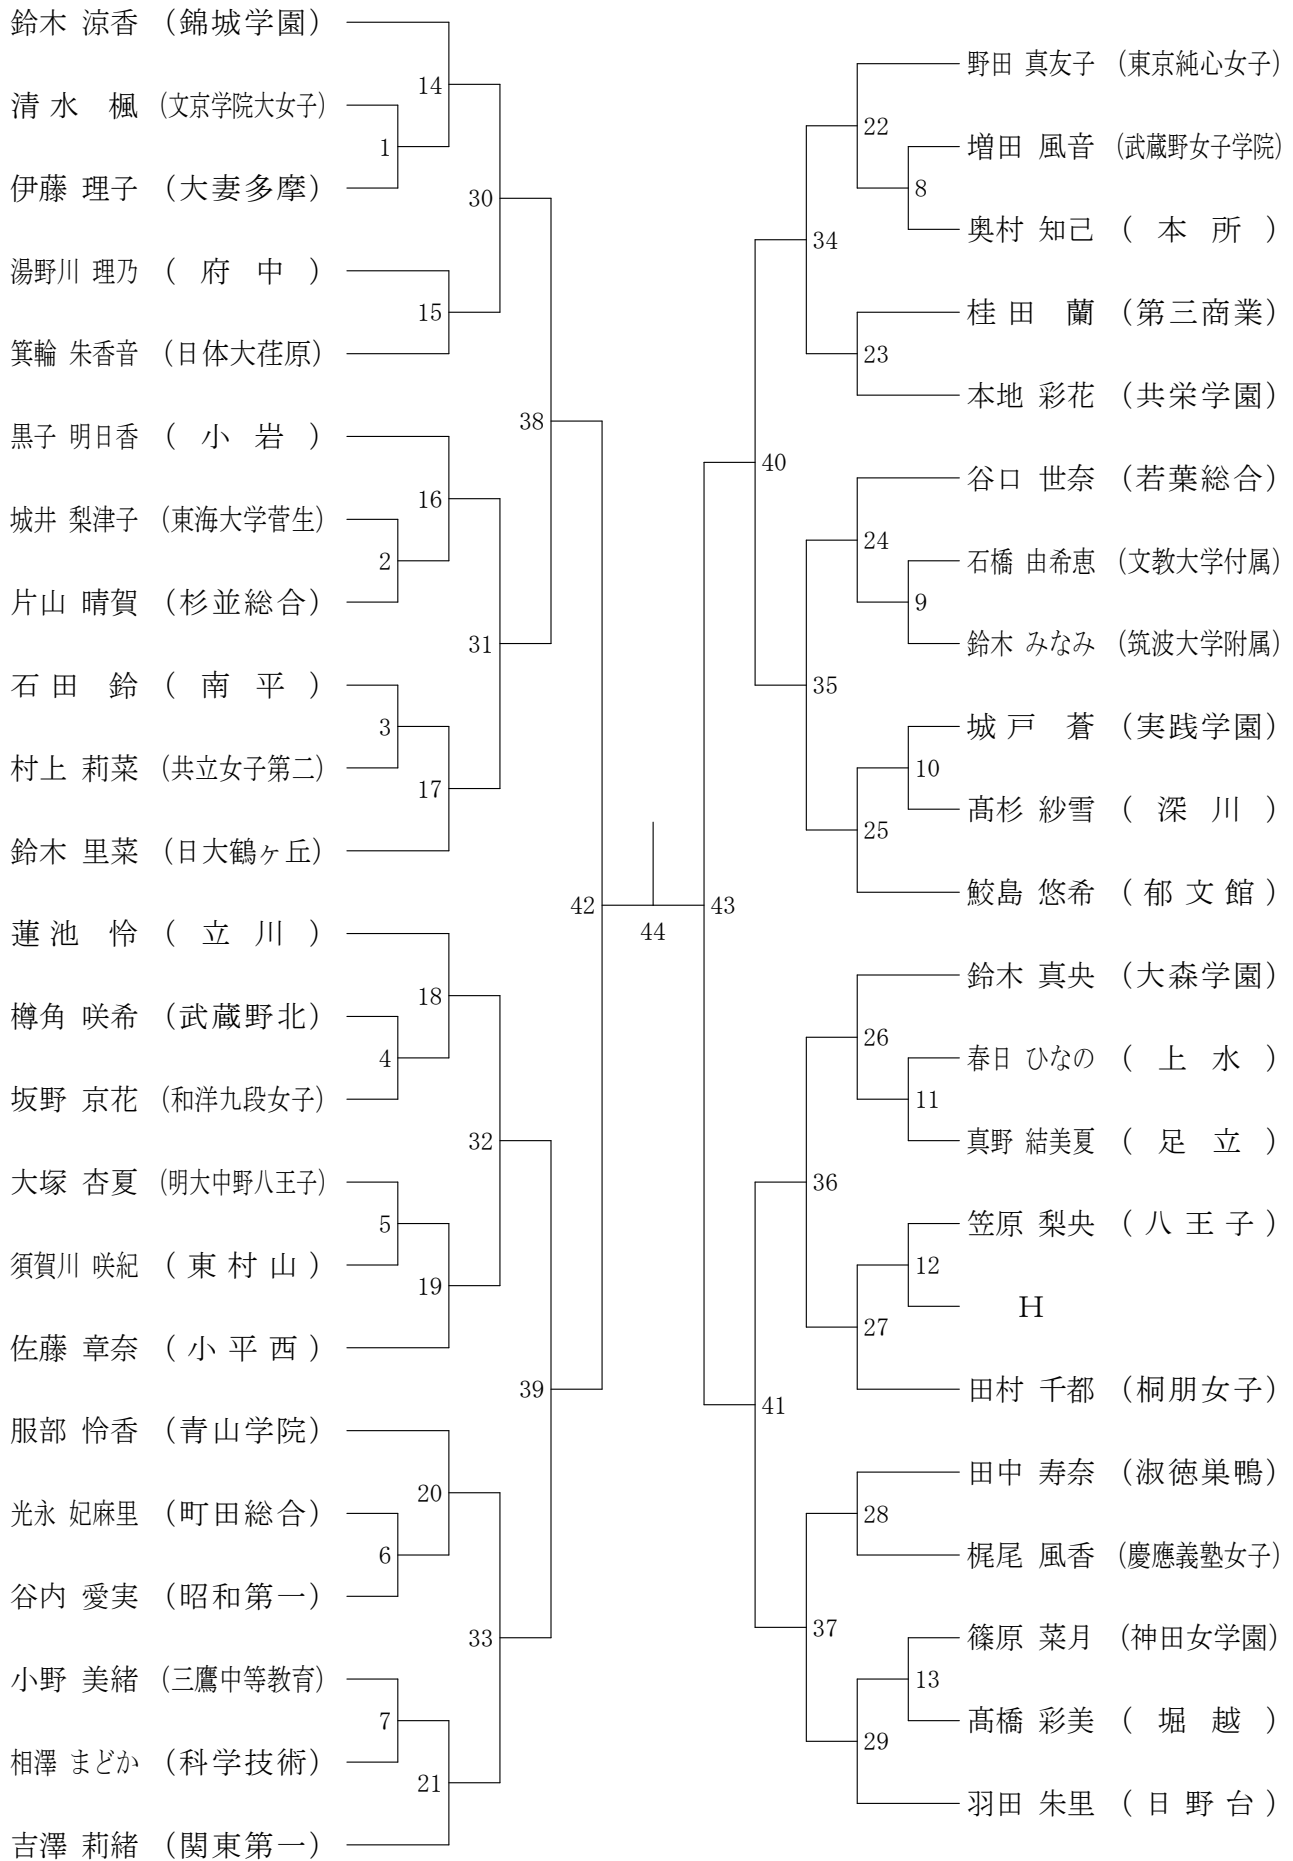 鈴木 涼香 （錦城学園）
清水 楓 （文京学院大女子）
伊藤 理子 （大妻多摩）
湯野川 理乃 （府中）
箕輪 朱香音 （日体大荏原）
黒子 明日香 （小岩）
城井 梨津子 （東海大学菅生）
片山 晴賀 （杉並総合）
石田 鈴 （南平）
村上 莉菜 （共立女子第二）
鈴木 里菜 （日大鶴ヶ丘）
蓮池 怜 （立川）
樽角 咲希 （武蔵野北）
坂野 京花 （和洋九段女子）
大塚 杏夏 （明大中野八王子）
須賀川 咲紀 （東村山）
佐藤 章奈 （小平西）
服部 怜香 （青山学院）
光永 妃麻里 （町田総合）
谷内 愛実 （昭和第一）
小野 美緒 （三鷹中等教育）
相澤 まどか （科学技術）
吉澤 莉緒 （関東第一）
1
2
3
4
5
6
7
14
15
16
17
18
19
20
21
30
31
32
33
38
39
42
44
43
40
41
34
35
36
37
22
23
24
25
26
27
28
29
8
9
10
11
12
13
野田 真友子 （東京純心女子）
増田 風音 （武蔵野女子学院）
奥村 知己 （本所）
桂田 蘭 （第三商業）
本地 彩花 （共栄学園）
谷口 世奈 （若葉総合）
石橋 由希恵 （文教大学付属）
鈴木 みなみ （筑波大学附属）
城戸 蒼 （実践学園）
髙杉 紗雪 （深川）
鮫島 悠希 （郁文館）
鈴木 真央 （大森学園）
春日 ひなの （上水）
真野 結美夏 （足立）
笠原 梨央 （八王子）
H
田村 千都 （桐朋女子）
田中 寿奈 （淑徳巣鴨）
梶尾 風香 （慶應義塾女子）
篠原 菜月 （神田女学園）
髙橋 彩美 （堀越）
羽田 朱里 （日野台）